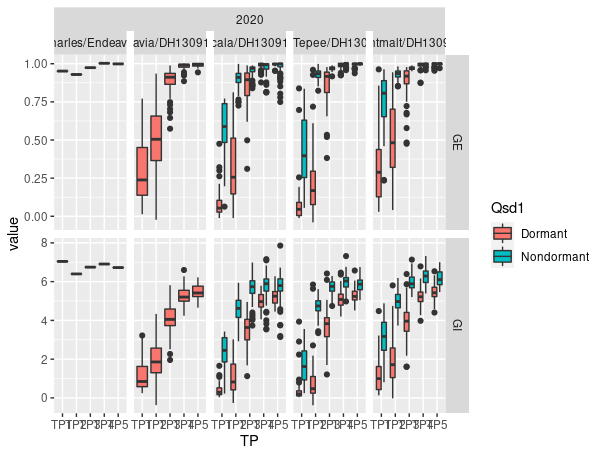 2020
harles/Endeav avia/DH13091 cala/DH13091 Tepee/DH130 ntmalt/DH1309
1.00
0.75
0.50
0.25
0.00
GE
8
6
4
2
0
GI
value
TP
Qsd1
Dormant
Nondormant